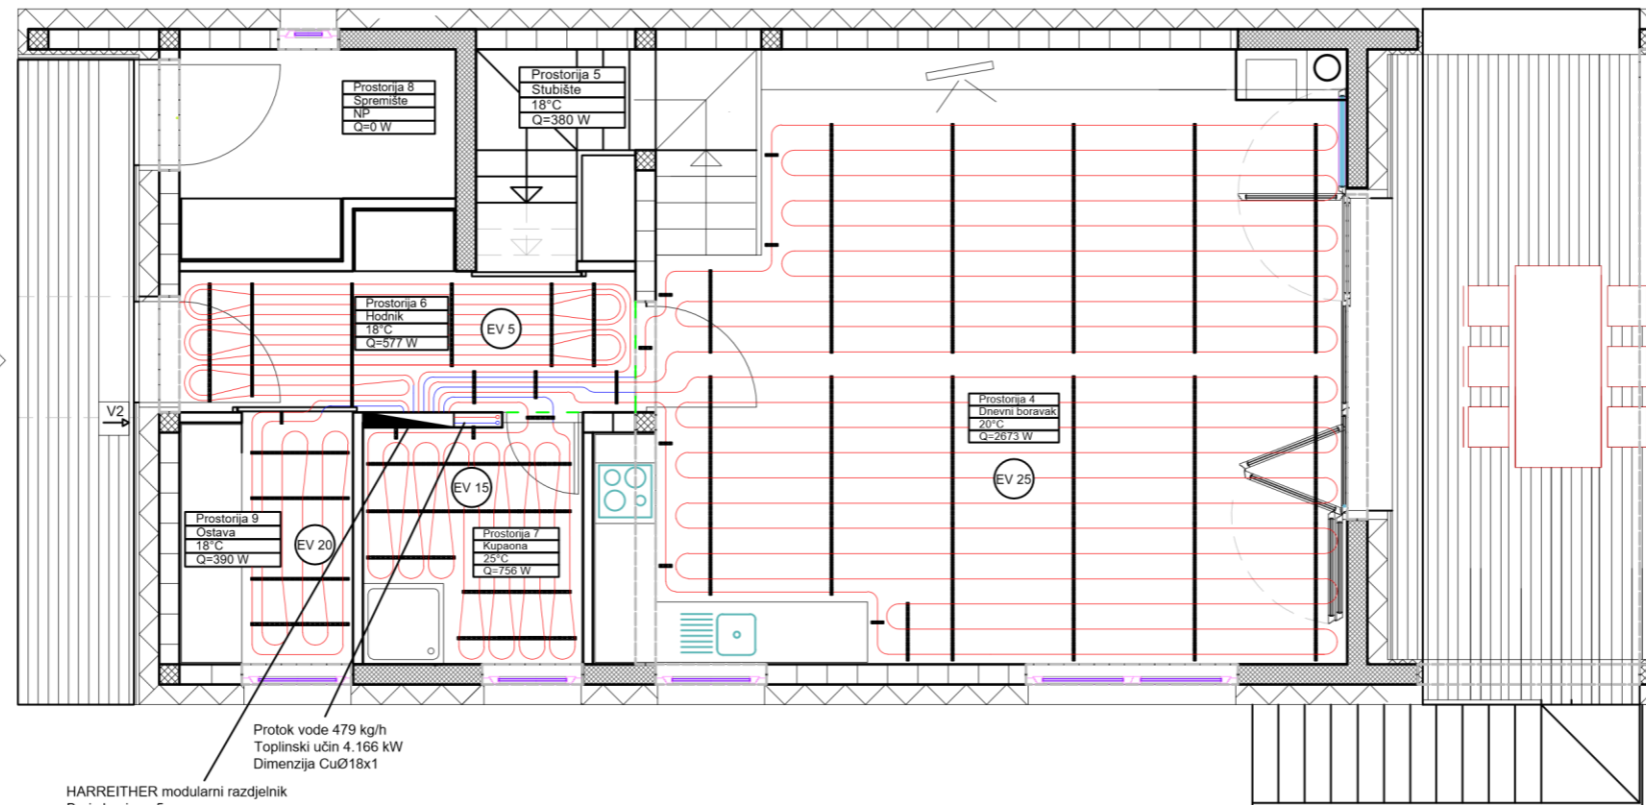 Prostorija 8
Spremište
NP
Q=0 W
Prostorija 5
Stubište
18°C
Q=380 W
Prostorija 6
Hodnik
18°C
Q=577 W
EV 5
V2
Prostorija 4
Dnevni boravak
20°C
Q=2673 W
EV 25
EV 15
Prostorija 9
Ostava
18°C
Q=390 W
EV 20
Prostorija 7
Kupaona
25°C
Q=756 W
Protok vode 479 kg/h
Toplinski učin 4.166 kW
Dimenzija CuØ18x1
HARREITHER modularni razdjelnik